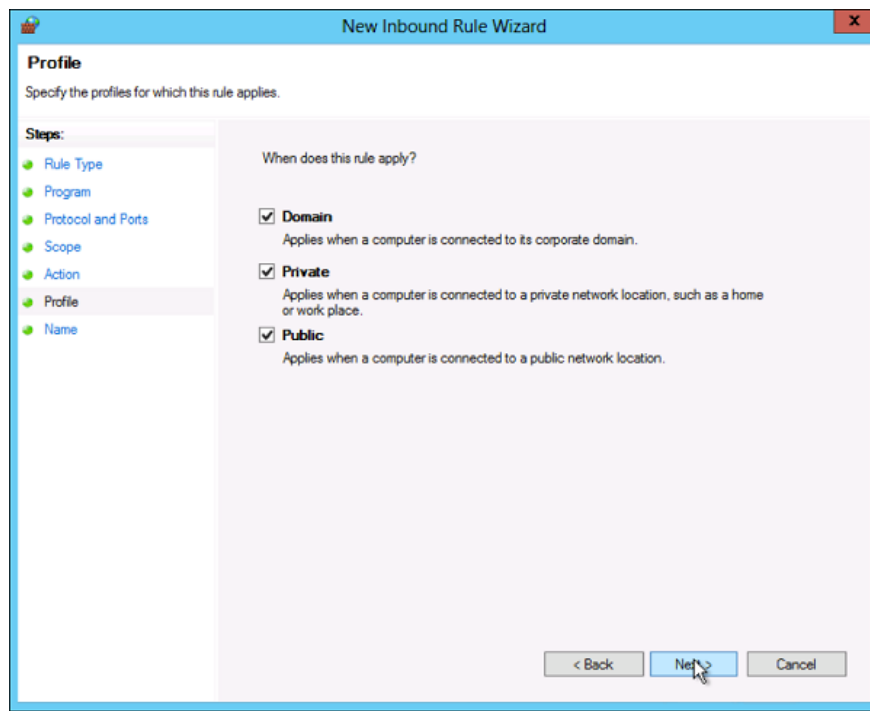 New Inbound Rule Wizard
x
Profile
Specify the profiles for which this rule applies.
Steps:
Rule Type
Program
Protocol and Ports
Scope
Action
Profile
Name
When does this rule apply?
Domain
Applies when a computer is connected to its corporate domain.
Private
Applies when a computer is connected to a private network location, such as a home
or work place.
Public
Applies when a computer is connected to a public network location.
< Back
Next >
Cancel